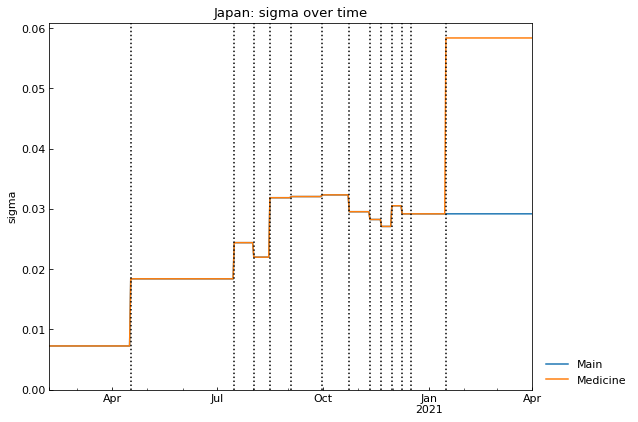 Japan: sigma over time
0.06
0.05
0.04
0.03
0.02
0.01
0.00
sigma
Apr
Jul
Oct
Jan
2021
Apr
Main
Medicine